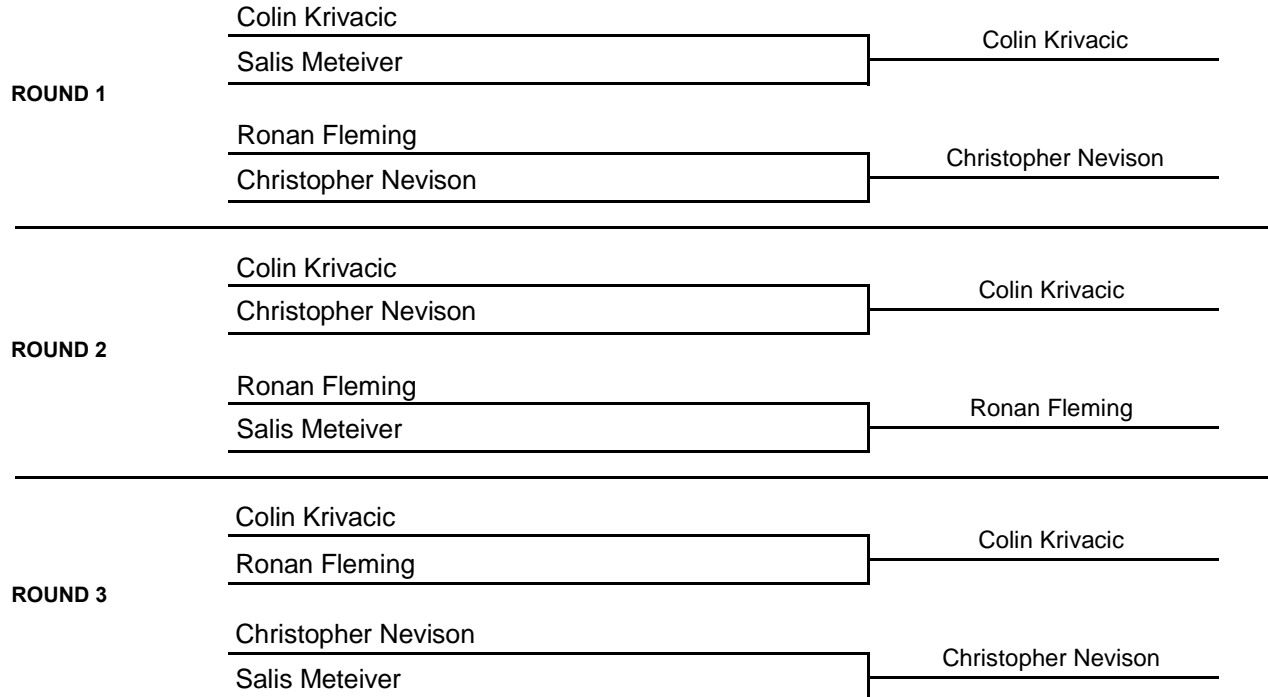 Colin Krivacic
Colin Krivacic
Salis Meteiver
ROUND 1
Ronan Fleming
Christopher Nevison
Christopher Nevison
Colin Krivacic
Colin Krivacic
Christopher Nevison
ROUND 2
Ronan Fleming
Ronan Fleming
Salis Meteiver
Colin Krivacic
Colin Krivacic
Ronan Fleming
ROUND 3
Christopher Nevison
Christopher Nevison
Salis Meteiver